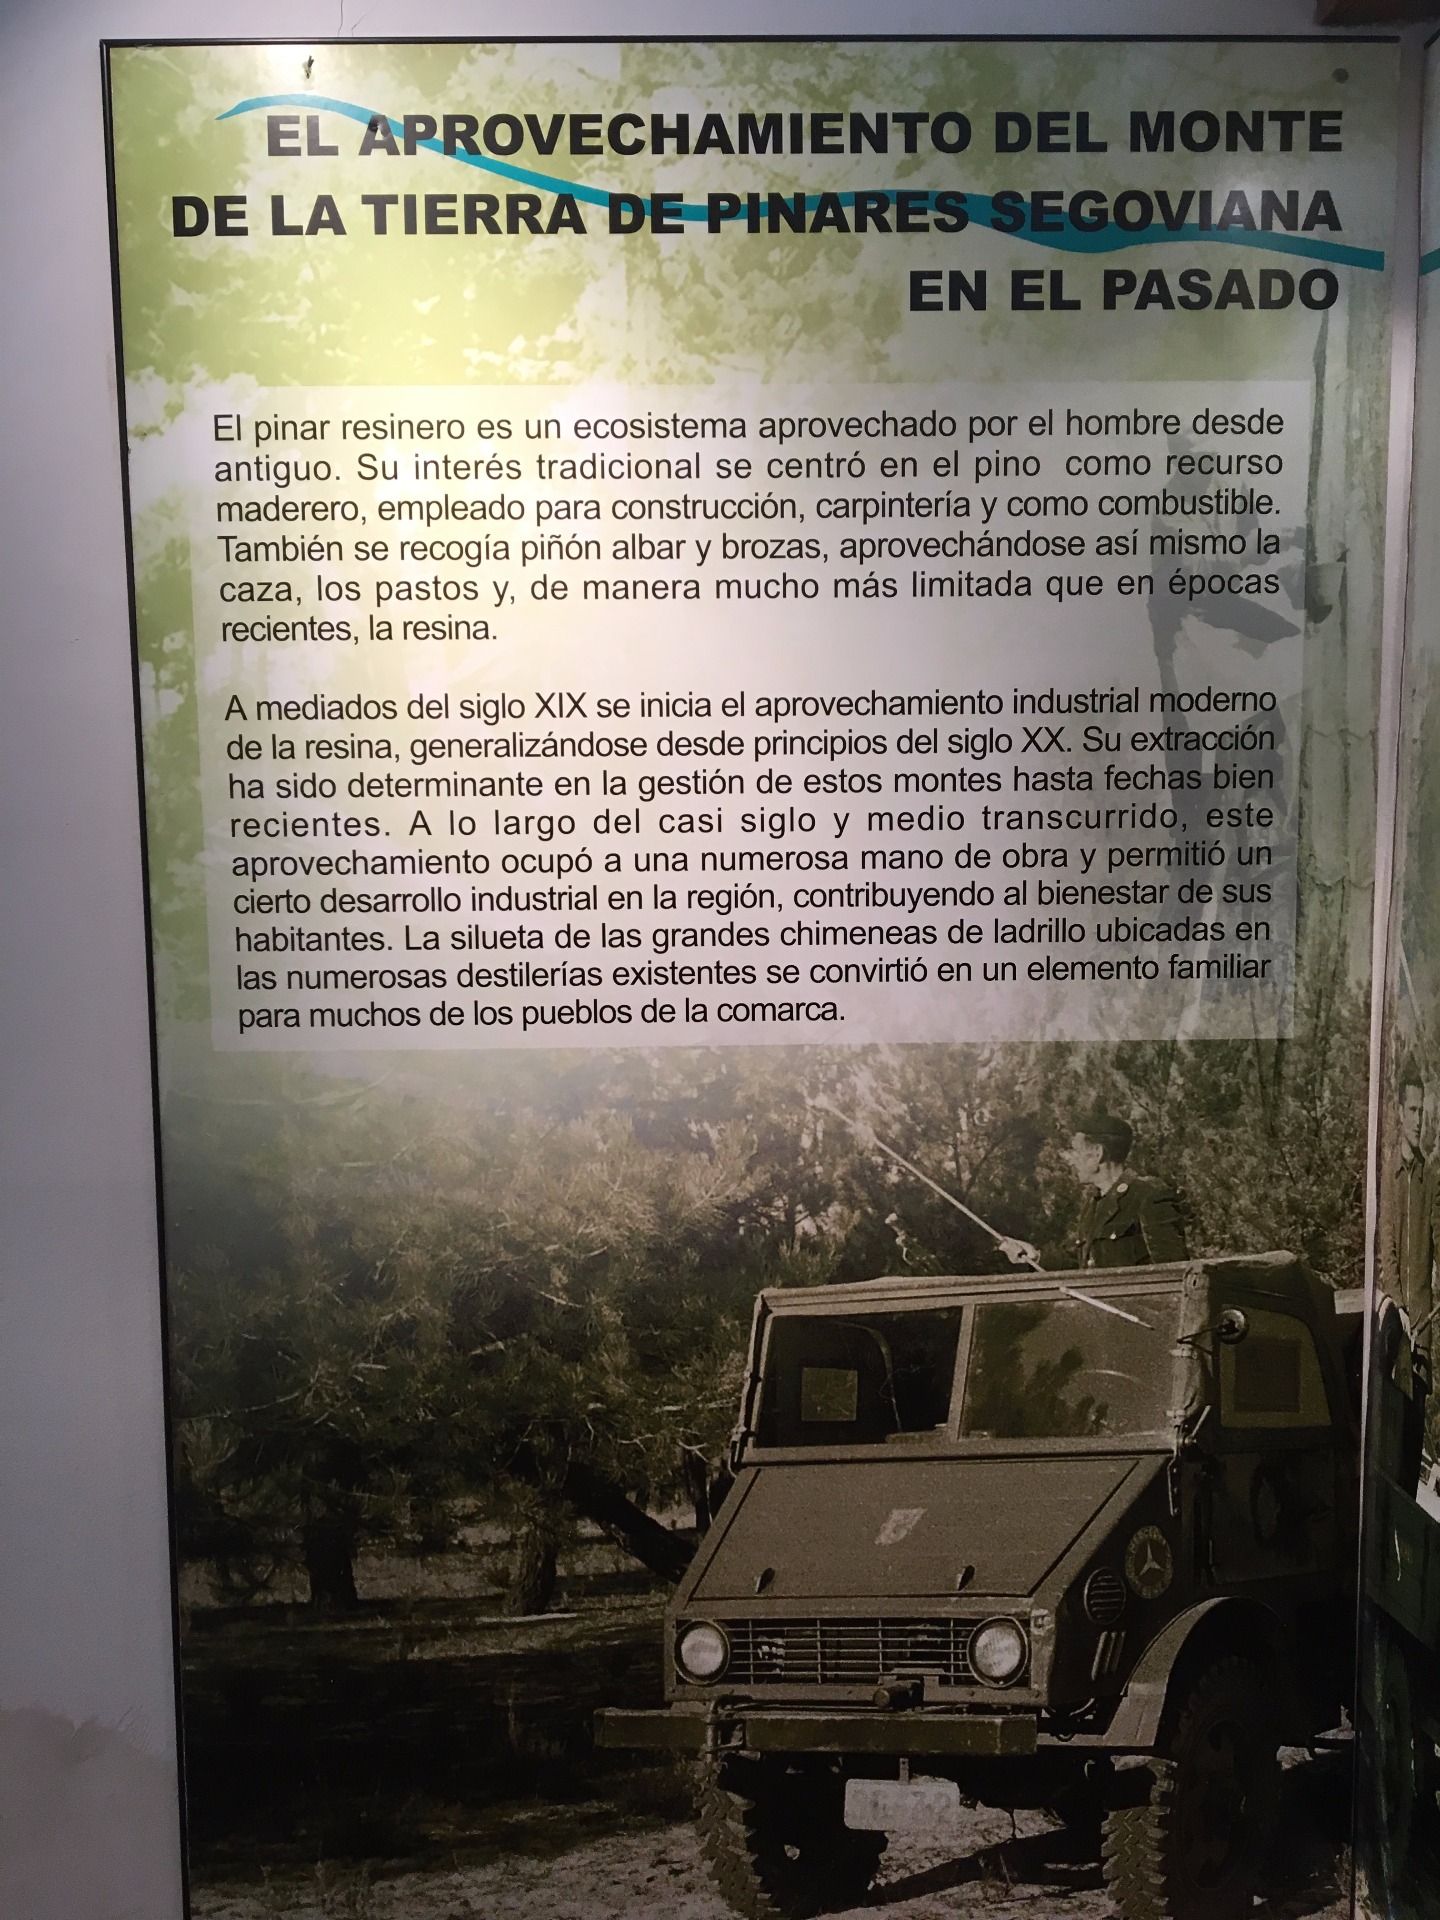 EL APROVECHAMIENTO DEL MONTE
DE LA TIERRA DE PINARES SEGOVIANA
EN EL PASADO
El pinar resinero es un ecosistema aprovechado por el hombre desde
antiguo. Su interés tradicional se centró en el pino como recurso
maderero, empleado para construcción, carpintería y como combustible.
También se recogía piñón albar y brozas, aprovechándose así mismo la
caza, los pastos y, de manera mucho más limitada que en épocas
recientes, la resina.
A mediados del siglo XIX se inicia el aprovechamiento industrial moderno
de la resina, generalizándose desde principios del siglo XX. Su extracción
ha sido determinante en la gestión de estos montes hasta fechas bien
recientes. A lo largo del casi siglo y medio transcurrido, este
aprovechamiento ocupó a una numerosa mano de obra y permitió un
cierto desarrollo industrial en la región, contribuyendo al bienestar de sus
habitantes. La silueta de las grandes chimeneas de ladrillo ubicadas en
las numerosas destilerías existentes se convirtió en un elemento familiar
para muchos de los pueblos de la comarca.